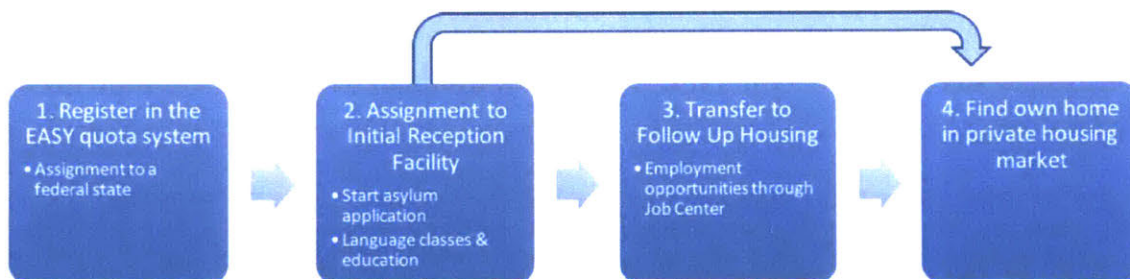 1. Register in the
EASY quota system
• Assignment to a
federal state
2. Assignment to
Initial Reception
Facility
• Start asylum
application
• Language classes &
education
3. Transfer to
Follow Up Housing
• Employment
opportunities through
Job Center
4. Find own home
in private housing
market